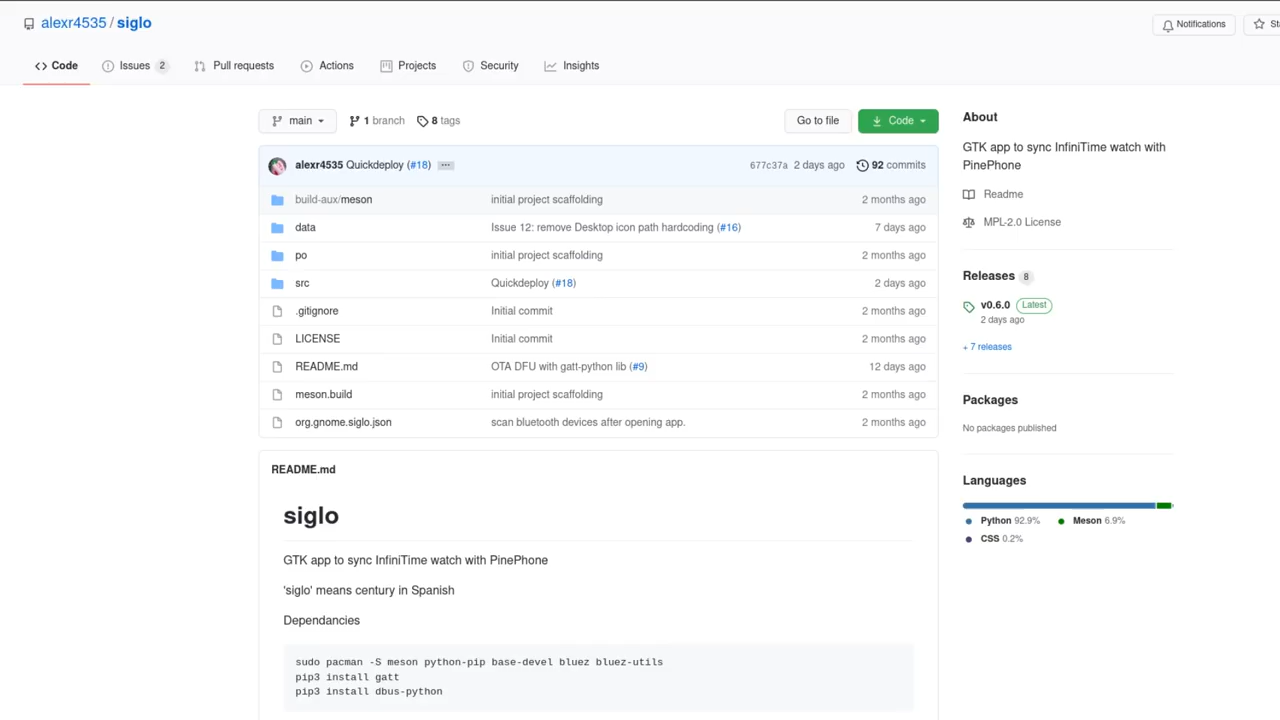 alexr4535 / siglo
Notifications
Code Issues 2 Pull requests Actions Projects Security Insights
main 1 branch 8 tags Go to file Code
alexr4535 Quickdeploy (#18) ··· 677c37a 2 days ago 92 commits
build-aux/meson initial project scaffolding 2 months ago
data Issue 12: remove Desktop icon path hardcoding (#16) 7 days ago
po initial project scaffolding 2 months ago
src Quickdeploy (#18) 2 days ago
.gitignore Initial commit 2 months ago
LICENSE Initial commit 2 months ago
README.md OTA DFU with gatt-python lib (#9) 12 days ago
meson.build initial project scaffolding 2 months ago
org.gnome.siglo.json scan bluetooth devices after opening app. 2 months ago
README.md
siglo
GTK app to sync InfiniTime watch with PinePhone
'siglo' means century in Spanish
Dependancies
sudo pacman -S meson python-pip base-devel bluez bluez-utils
pip3 install gatt
pip3 install dbus-python
About
GTK app to sync InfiniTime watch with
PinePhone
Readme
MPL-2.0 License
Releases 8
v0.6.0 Latest
2 days ago
+ 7 releases
Packages
No packages published
Languages
Python 92.9% Meson 6.9%
CSS 0.2%